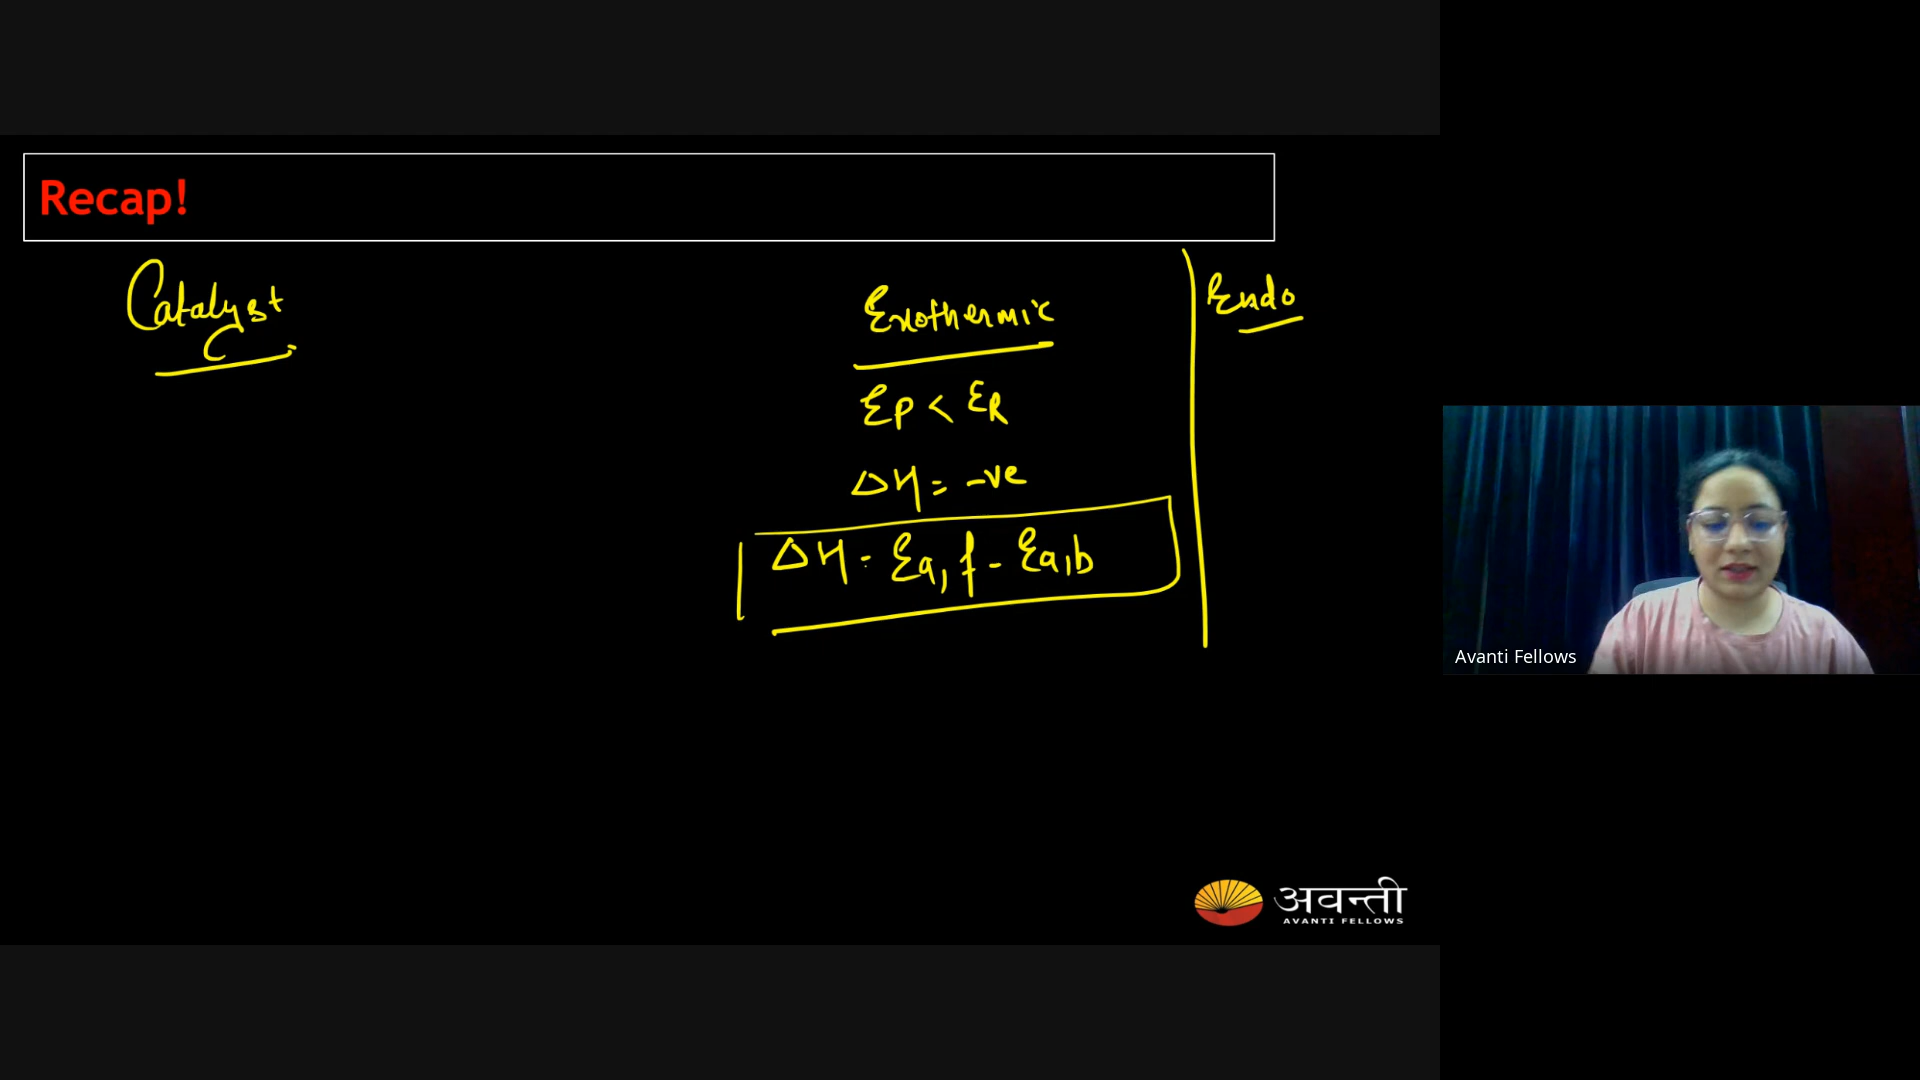 Recap!
Catalyst
Exothermic
Endo
Ep < ER
ΔH = -ve
ΔH = Ea,f - Ea,b
Avanti Fellows
अवन्ती
AVANTI FELLOWS